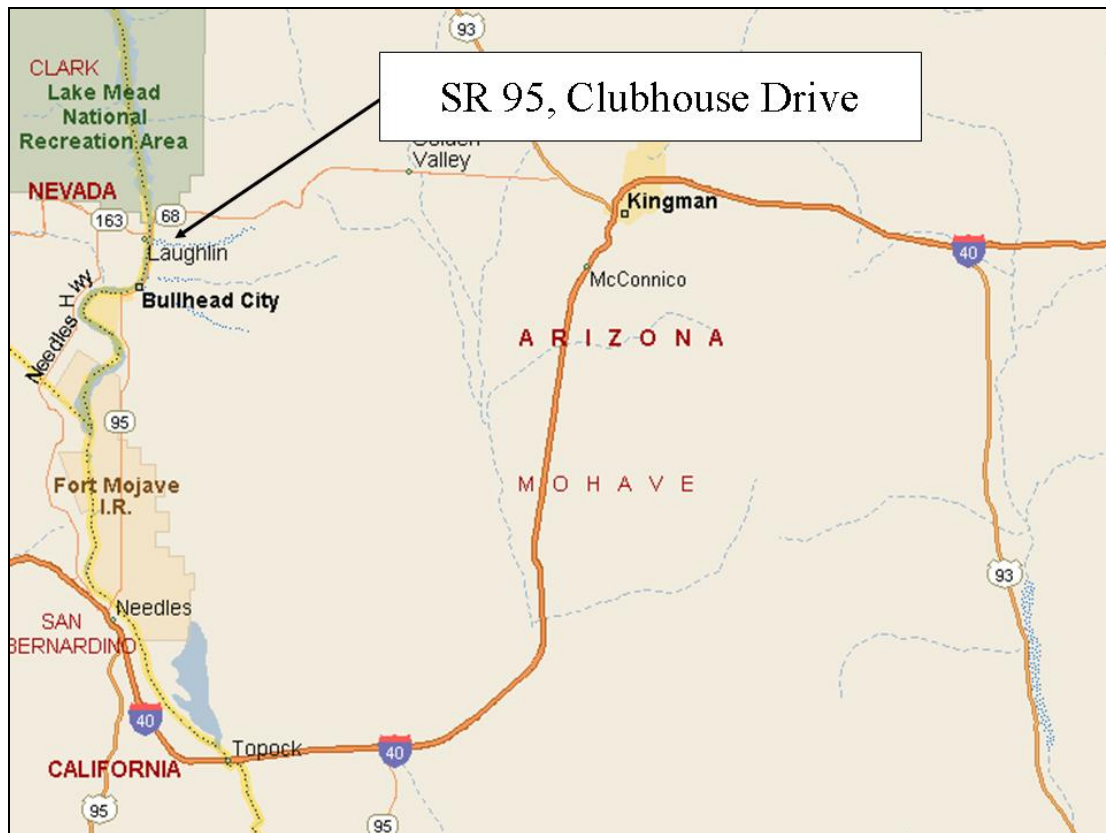 93
CLARK
Lake Mead
National
Recreation Area
SR 95, Clubhouse Drive
Golden
Valley
NEVADA
163
68
Kingman
Laughlin
40
McConnico
Needles Hwy
Bullhead City
ARIZONA
95
Fort Mojave
I.R.
MOHAVE
93
Needles
SAN
BERNARDINO
40
Topock
40
CALIFORNIA
95
95